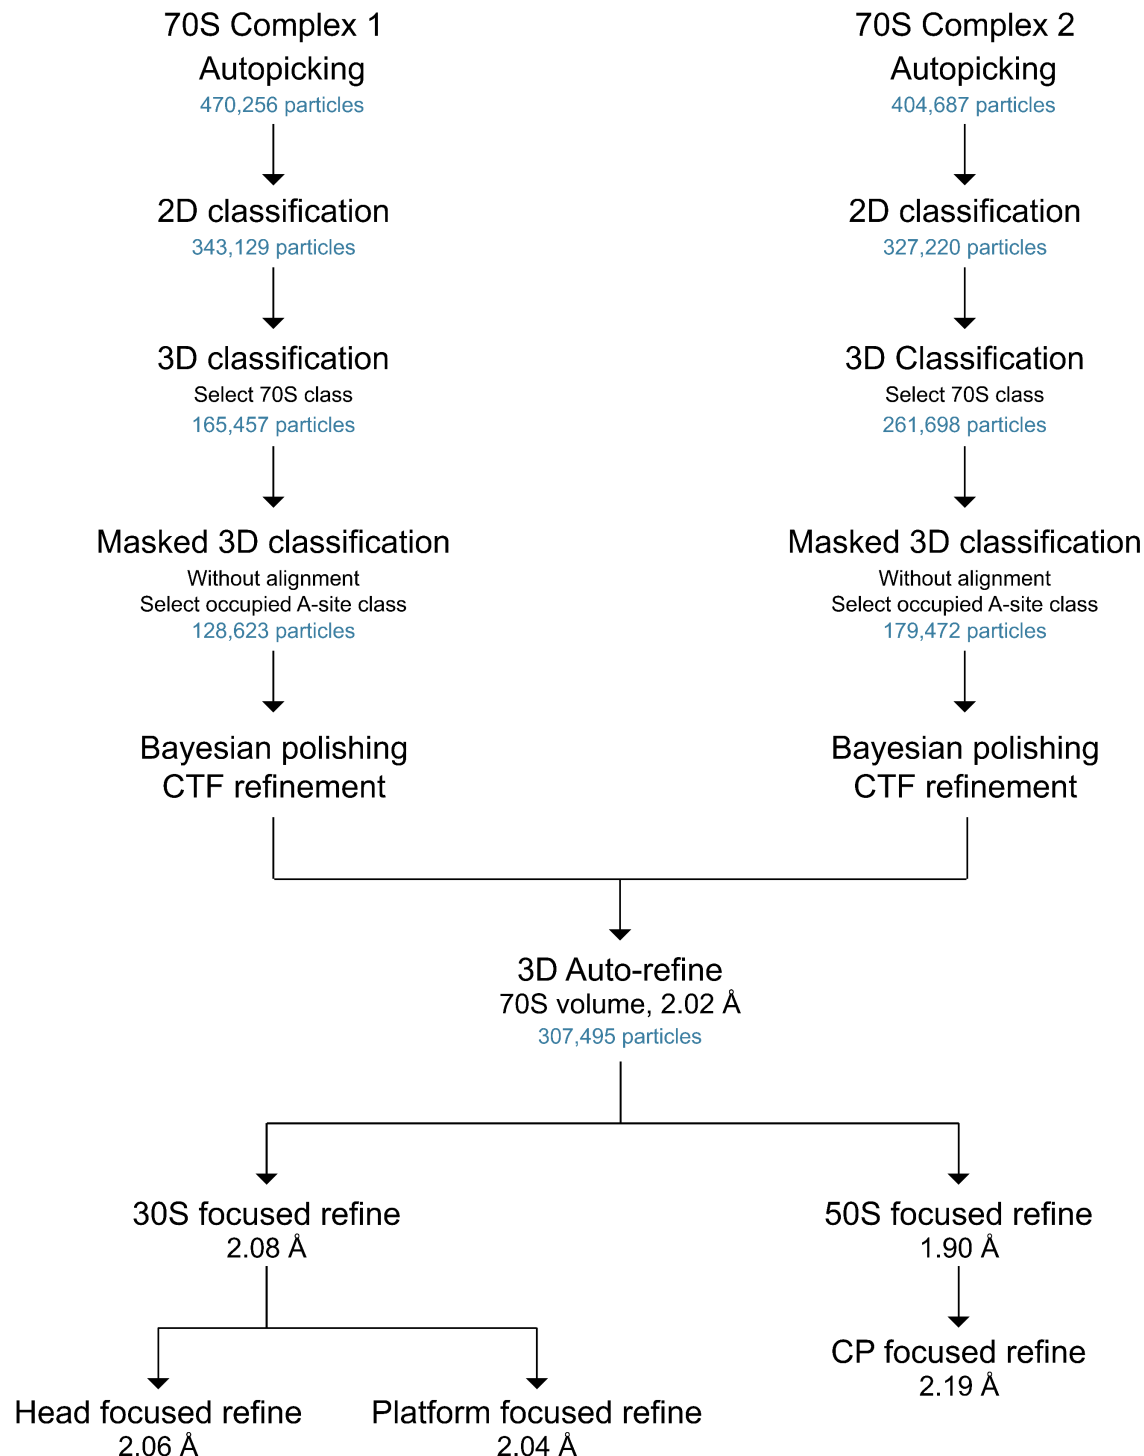 70S Complex 1
Autopicking
470,256 particles
2D classification
343,129 particles
3D classification
Select 70S class
165,457 particles
Masked 3D classification
Without alignment
Select occupied A-site class
128,623 particles
Bayesian polishing
CTF refinement
70S Complex 2
Autopicking
404,687 particles
2D classification
327,220 particles
3D Classification
Select 70S class
261,698 particles
Masked 3D classification
Without alignment
Select occupied A-site class
179,472 particles
Bayesian polishing
CTF refinement
3D Auto-refine
70S volume, 2.02 Å
307,495 particles
30S focused refine
2.08 Å
Head focused refine
2.06 Å
Platform focused refine
2.04 Å
50S focused refine
1.90 Å
CP focused refine
2.19 Å